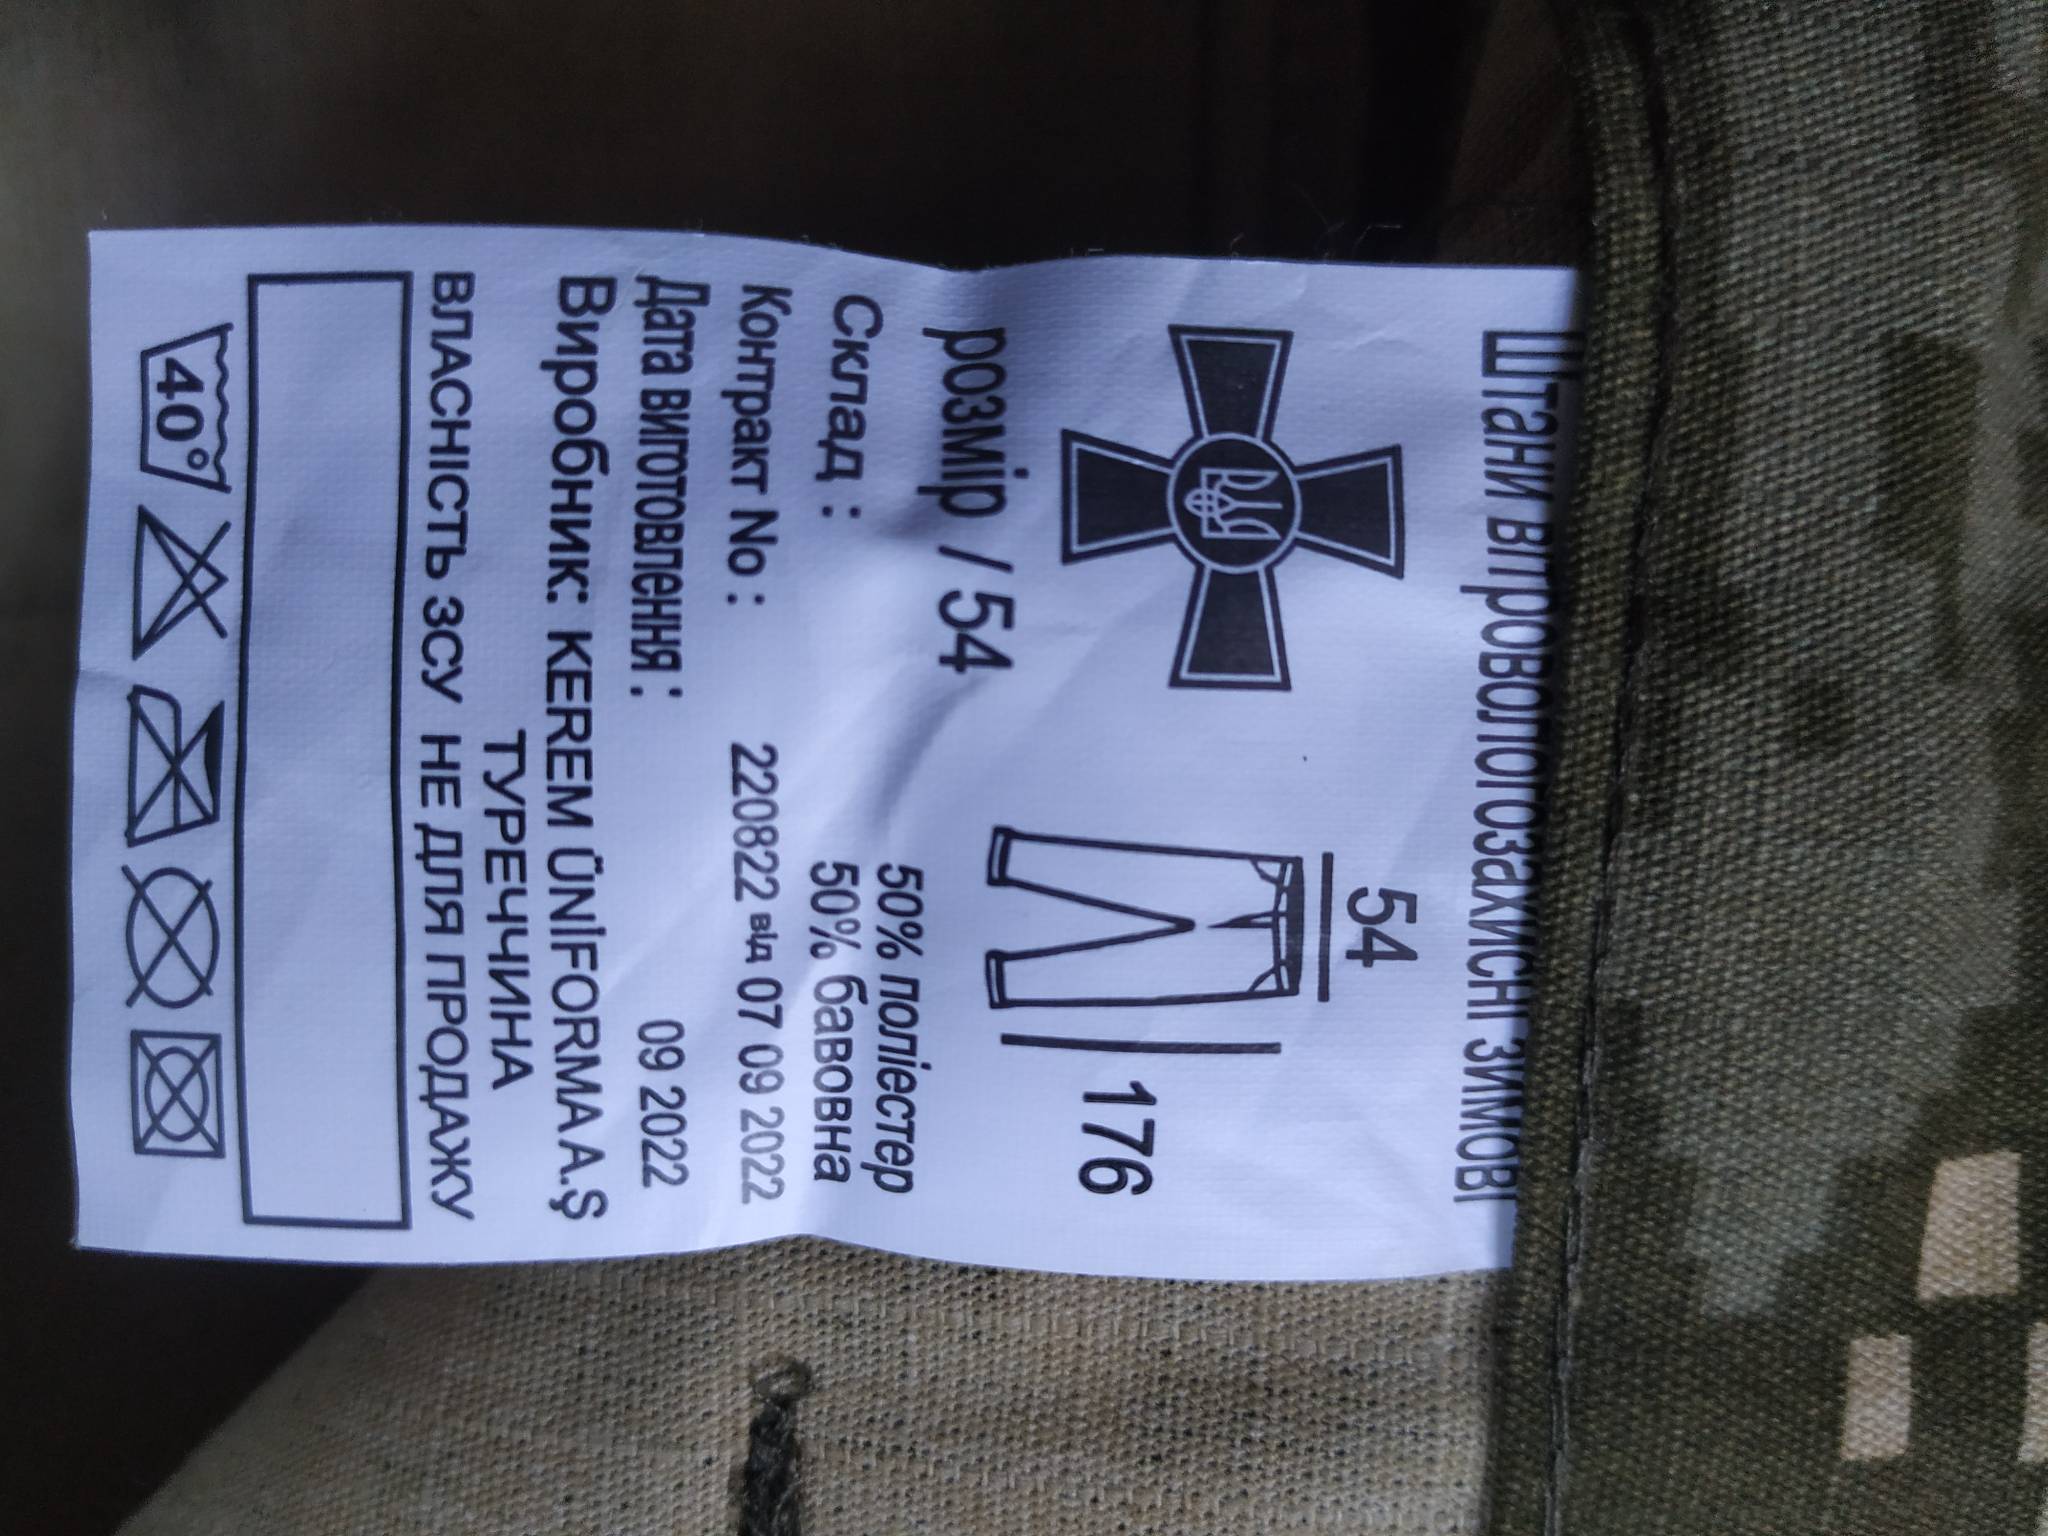 Штани вітровологозахисні зимові
54
176
розмір / 54
Склад : 50% поліестер
50% бавовна
Контракт No : 220822 від 07 09 2022
Дата виготовлення : 09 2022
Виробник: KEREM ÜNİFORMA A.Ş
ТУРЕЧЧИНА
ВЛАСНІСТЬ ЗСУ НЕ ДЛЯ ПРОДАЖУ
40°